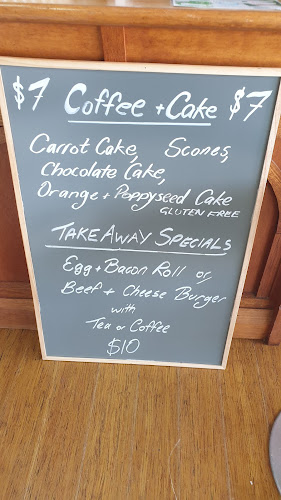 $7 Coffee + Cake $7
Carrot Cake, Scones,
Chocolate Cake,
Orange + Poppyseed Cake
GLUTEN FREE
TAKEAWAY SPECIALS
Egg + Bacon Roll or,
Beef + Cheese Burger
with
Tea or Coffee
$10